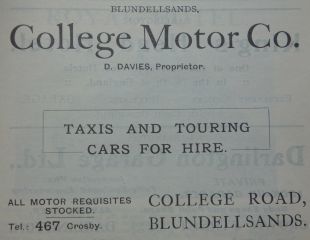 BLUNDELLSANDS,
College Motor Co.
D. DAVIES, Proprietor.
TAXIS AND TOURING
CARS FOR HIRE.
ALL MOTOR REQUISITES
STOCKED.
Tel.: 467 Crosby.
COLLEGE ROAD,
BLUNDELLSANDS.